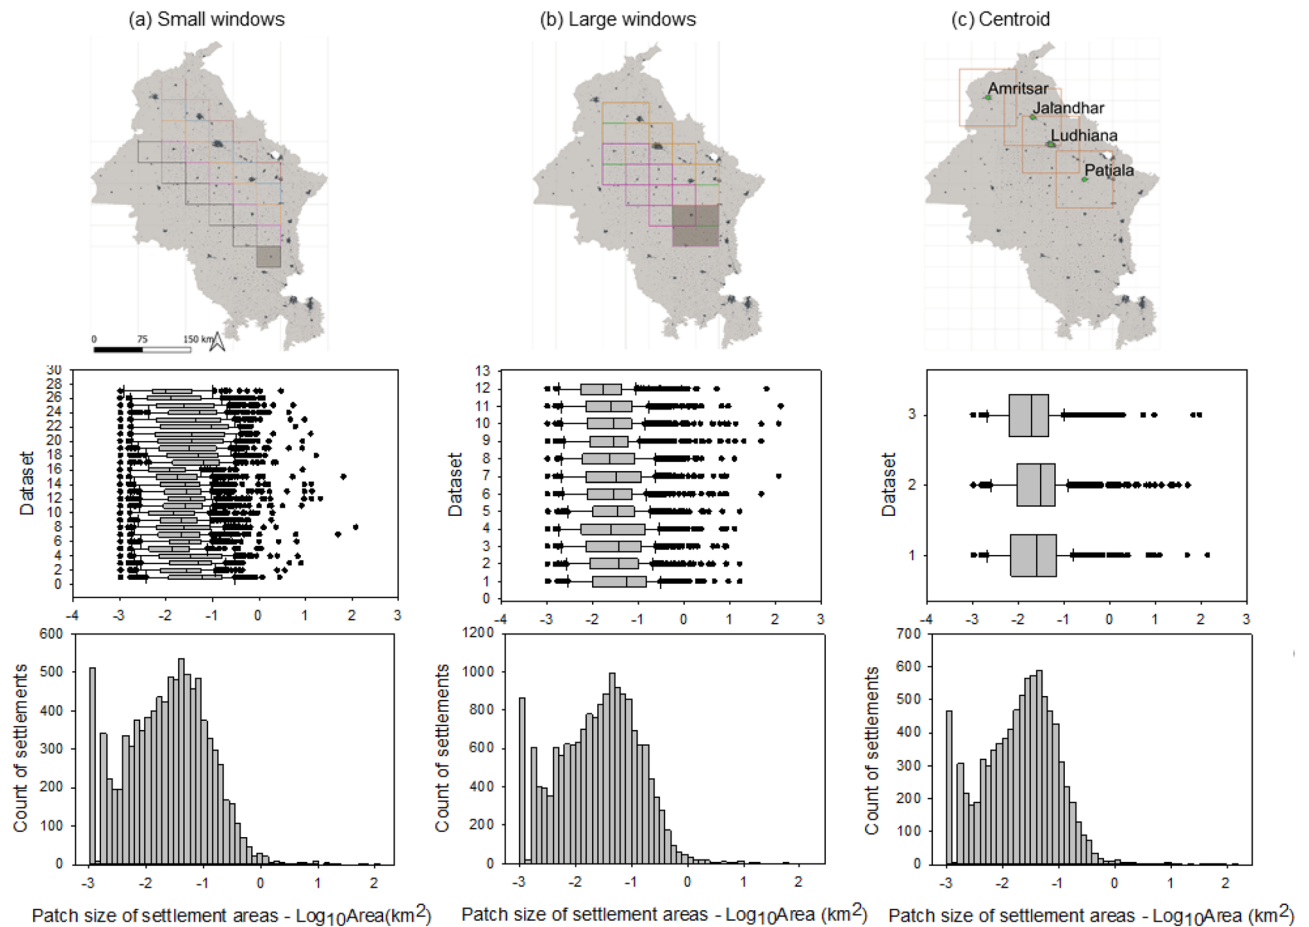 (a) Small windows
(b) Large windows
(c) Centroid
Amritsar
Jalandhar
Ludhiana
Patiala
0 75 150 km
Dataset
30
28
26
24
22
20
18
16
14
12
10
8
6
4
2
0
-4 -3 -2 -1 0 1 2 3
Dataset
13
12
11
10
9
8
7
6
5
4
3
2
1
0
-4 -3 -2 -1 0 1 2 3
Dataset
3
2
1
-4 -3 -2 -1 0 1 2 3
Count of settlements
600
500
400
300
200
100
0
-3 -2 -1 0 1 2
Patch size of settlement areas - Log10Area(km2)
Count of settlements
1200
1000
800
600
400
200
0
-3 -2 -1 0 1 2
Patch size of settlement areas - Log10Area (km2)
Count of settlements
700
600
500
400
300
200
100
0
-3 -2 -1 0 1 2
Patch size of settlement areas - Log10Area (km2)